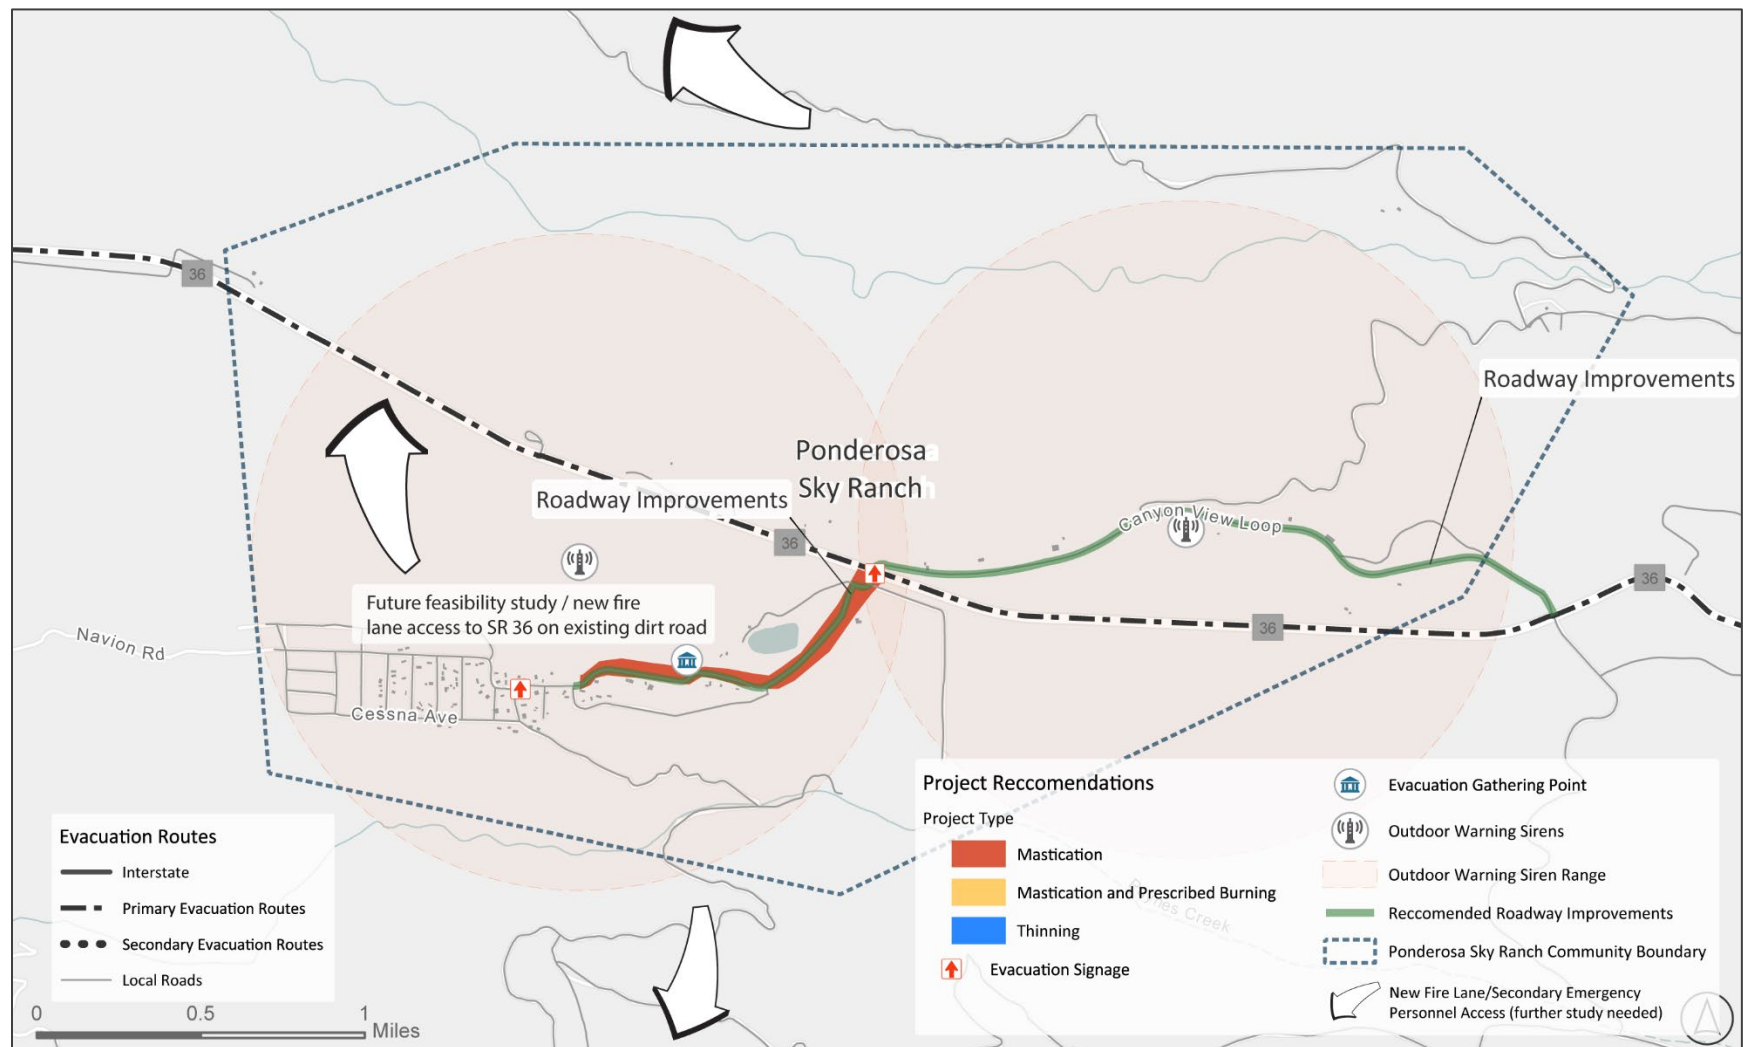 36
Roadway Improvements
Ponderosa
Sky Ranch
Roadway Improvements
36
Canyon View Loop
36
36
Future feasibility study / new fire
lane access to SR 36 on existing dirt road
Navion Rd
Cessna Ave
Evacuation Routes
Interstate
Primary Evacuation Routes
Secondary Evacuation Routes
Local Roads
0 0.5 1
Miles
Project Reccomendations
Project Type
Mastication
Mastication and Prescribed Burning
Thinning
Evacuation Signage
Evacuation Gathering Point
Outdoor Warning Sirens
Outdoor Warning Siren Range
Reccomended Roadway Improvements
Ponderosa Sky Ranch Community Boundary
New Fire Lane/Secondary Emergency
Personnel Access (further study needed)
Creek